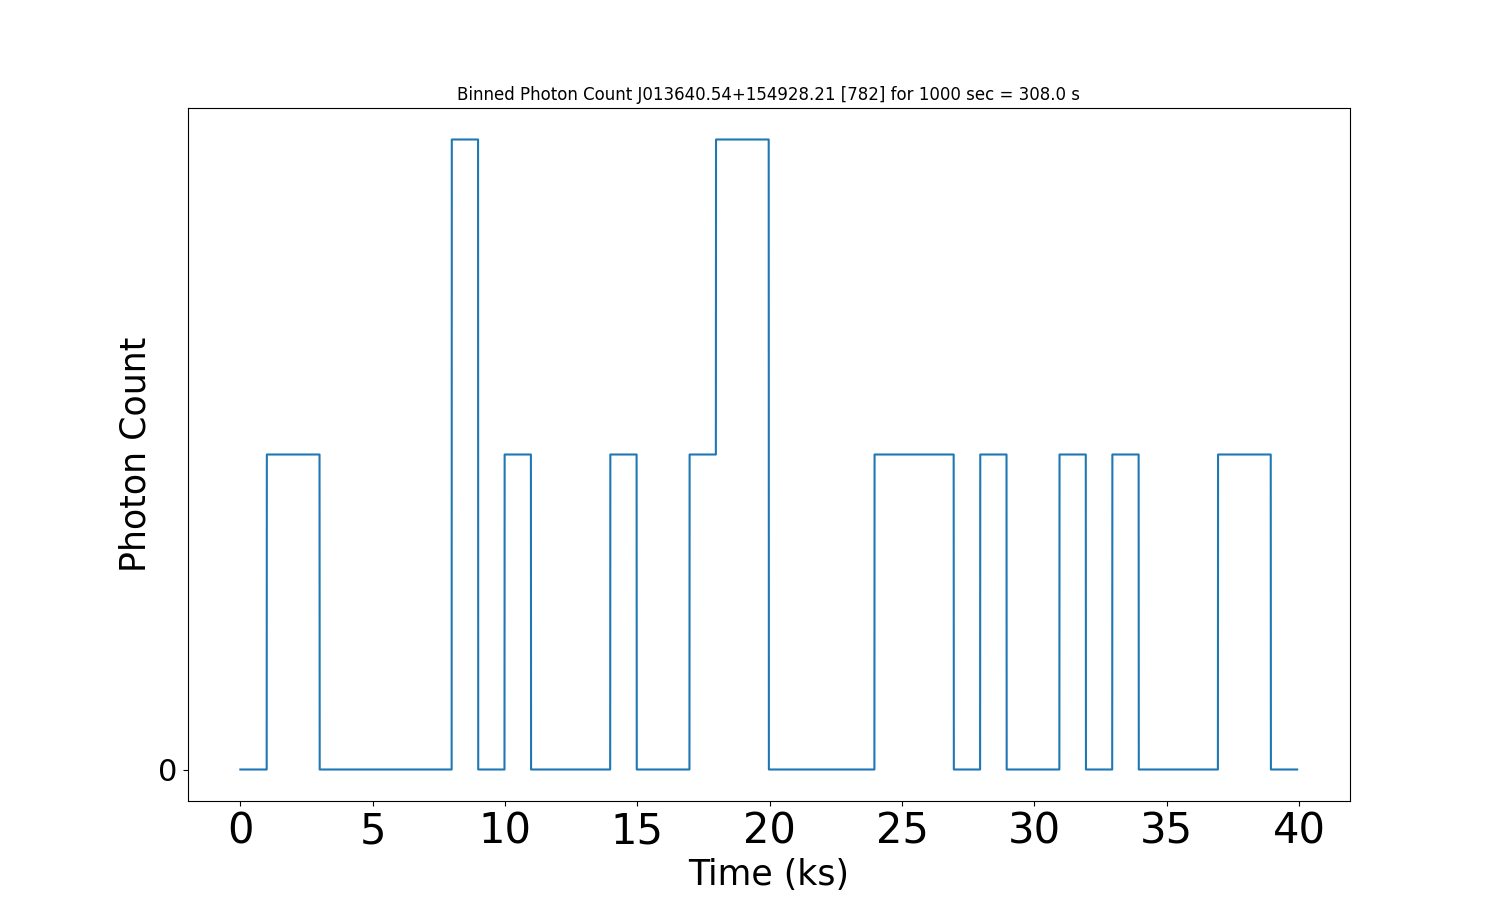 Binned Photon Count J013640.54+154928.21 [782] for 1000 sec = 308.0 s
Photon Count
0
0 5 10 15 20 25 30 35 40
Time (ks)